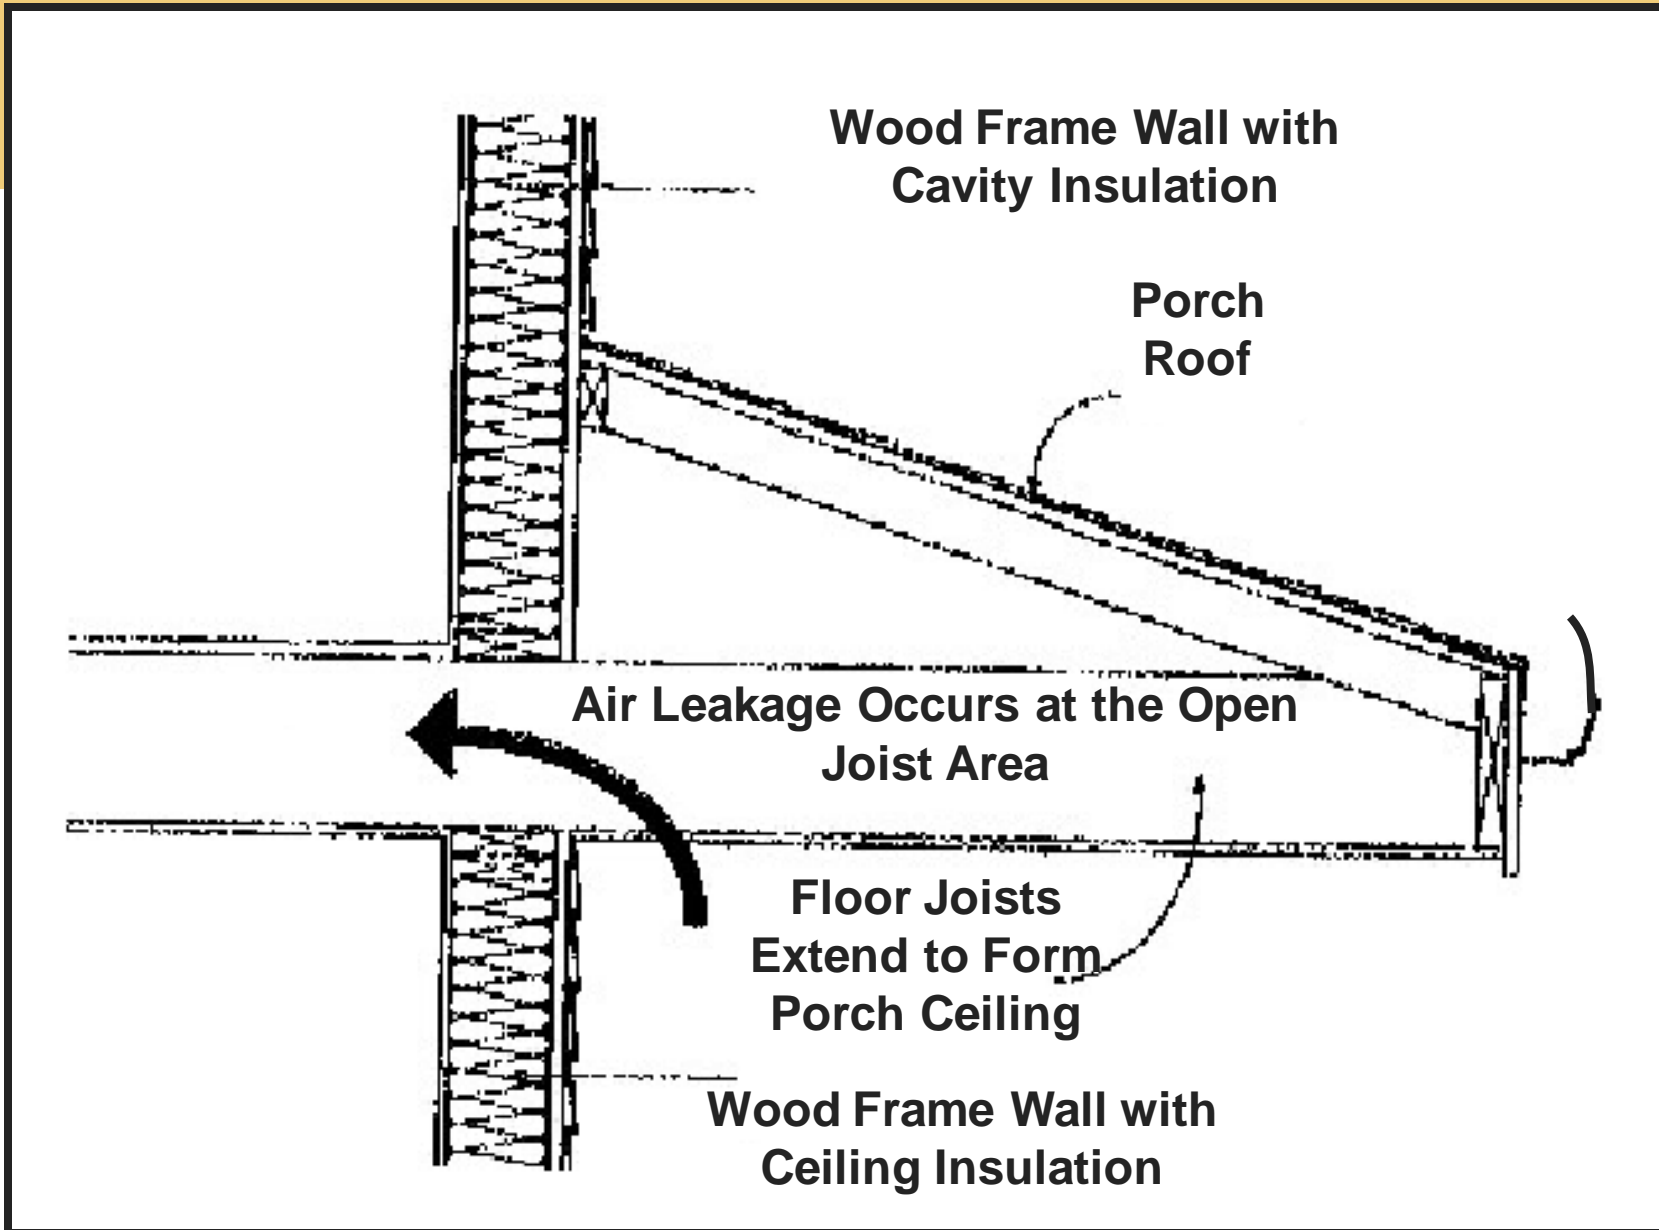 Wood Frame Wall with
Cavity Insulation
Porch
Roof
Air Leakage Occurs at the Open
Joist Area
Floor Joists
Extend to Form
Porch Ceiling
Wood Frame Wall with
Ceiling Insulation